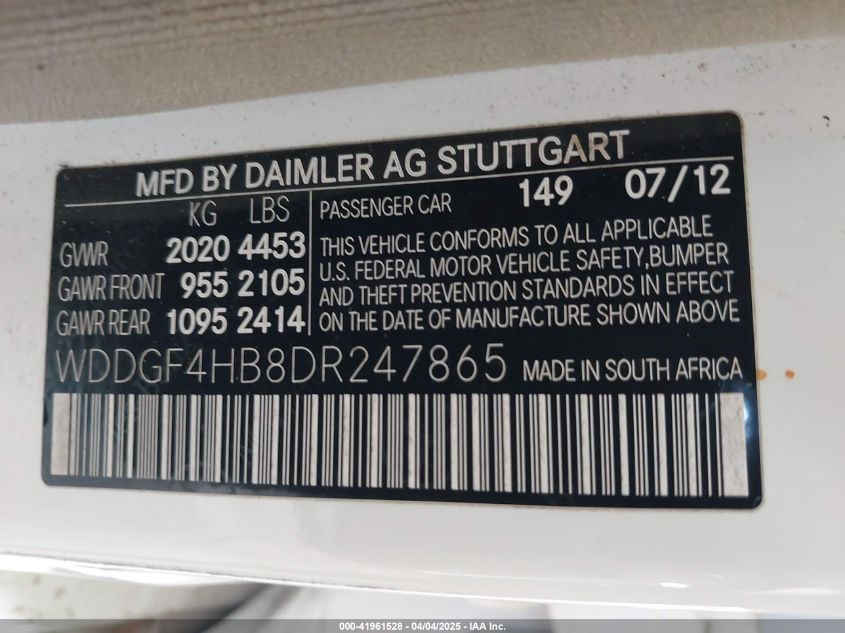 MFD BY DAIMLER AG STUTTGART
KG LBS
GVWR 2020 4453
GAWR FRONT 955 2105
GAWR REAR 1095 2414
PASSENGER CAR 149 07/12
THIS VEHICLE CONFORMS TO ALL APPLICABLE
U.S. FEDERAL MOTOR VEHICLE SAFETY, BUMPER
AND THEFT PREVENTION STANDARDS IN EFFECT
ON THE DATE OF MANUFACTURE SHOWN ABOVE
WDDGF4HB8DR247865 MADE IN SOUTH AFRICA
000-41961528 - 04/04/2025 - IAA Inc.